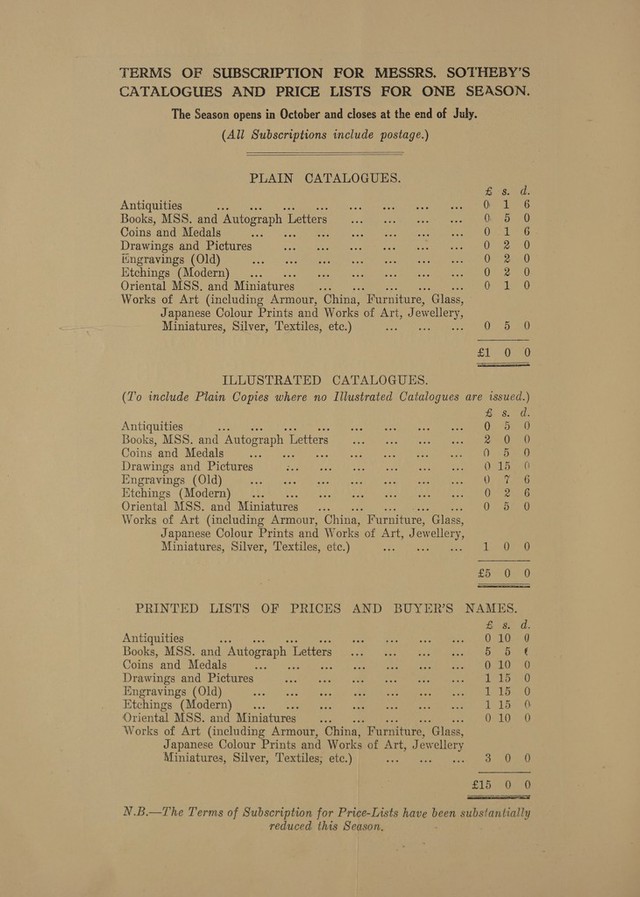 TERMS OF SUBSCRIPTION FOR MESSRS. SOTHEBY'S
CATALOGUES AND PRICE LISTS FOR ONE SEASON.
The Season opens in October and closes at the end of July.
(All Subscriptions include postage.)
PLAIN CATALOGUES.
£ s. d.
Antiquities ... ... ... ... ... ... ... ... 0 1 6
Books, MSS. and Autograph Letters ... ... ... ... 0 5 0
Coins and Medals ... ... ... ... ... ... ... 0 1 6
Drawings and Pictures ... ... ... ... ... ... 0 2 0
Engravings (Old) ... ... ... ... ... ... ... 0 2 0
Etchings (Modern) ... ... ... ... ... ... ... 0 2 0
Oriental MSS. and Miniatures ... ... ... ... ... 0 1 0
Works of Art (including Armour, China, Furniture, Glass,
Japanese Colour Prints and Works of Art, Jewellery,
Miniatures, Silver, Textiles, etc.) ... ... ... 0 5 0
£1 0 0
ILLUSTRATED CATALOGUES.
(To include Plain Copies where no Illustrated Catalogues are issued.)
£ s. d.
Antiquities ... ... ... ... ... ... ... ... 0 5 0
Books, MSS. and Autograph Letters ... ... ... ... 2 0 0
Coins and Medals ... ... ... ... ... ... ... 0 5 0
Drawings and Pictures ... ... ... ... ... ... 0 15 0
Engravings (Old) ... ... ... ... ... ... ... 0 7 6
Etchings (Modern) ... ... ... ... ... ... ... 0 2 6
Oriental MSS. and Miniatures ... ... ... ... ... 0 5 0
Works of Art (including Armour, China, Furniture, Glass,
Japanese Colour Prints and Works of Art, Jewellery,
Miniatures, Silver, Textiles, etc.) ... ... ... 1 0 0
£5 0 0
PRINTED LISTS OF PRICES AND BUYER'S NAMES.
£ s. d.
Antiquities ... ... ... ... ... ... ... ... 0 10 0
Books, MSS. and Autograph Letters ... ... ... ... 5 5
Coins and Medals ... ... ... ... ... ... ... 0 10 0
Drawings and Pictures ... ... ... ... ... ... 1 15 0
Engravings (Old) ... ... ... ... ... ... ... 1 15 0
Etchings (Modern) ... ... ... ... ... ... ... 1 15 0
Oriental MSS. and Miniatures ... ... ... ... ... 0 10 0
Works of Art (including Armour, China, Furniture, Glass,
Japanese Colour Prints and Works of Art, Jewellery
Miniatures, Silver, Textiles; etc.) ... ... ... 3 0 0
£15 0 0
N.B.—The Terms of Subscription for Price-Lists have been substantially
reduced this Season.